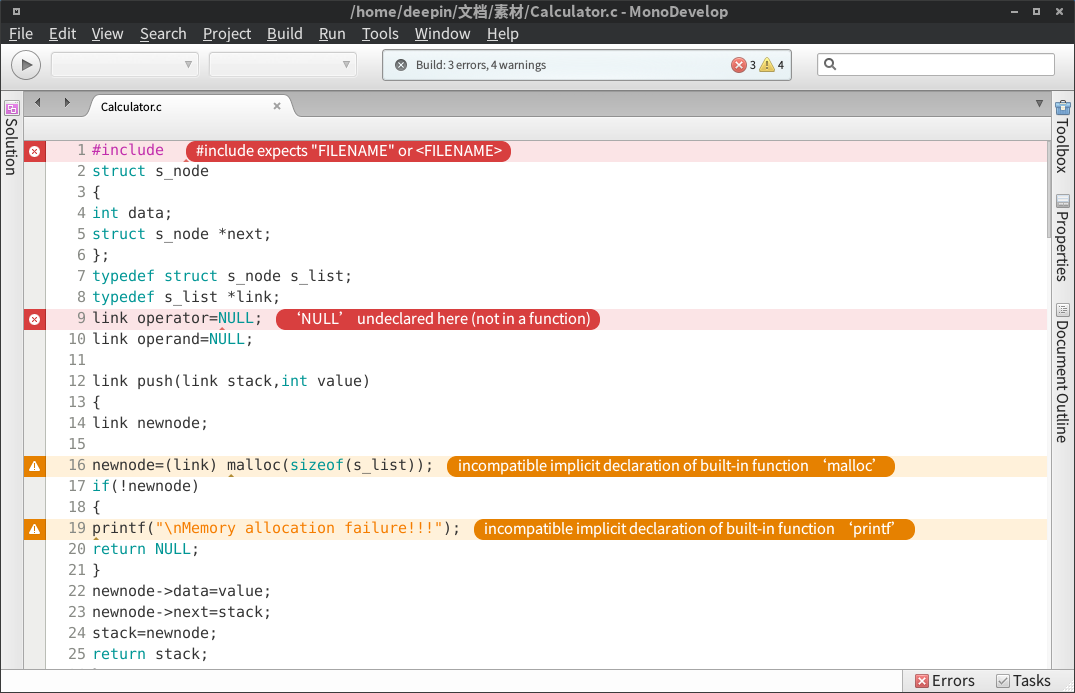 /home/deepin/文档/素材/Calculator.c - MonoDevelop
File Edit View Search Project Build Run Tools Window Help
Build: 3 errors, 4 warnings 3 4
Calculator.c
Solution
Toolbox
Properties
Document Outline
1 #include #include expects "FILENAME" or <FILENAME>
2 struct s_node
3 {
4 int data;
5 struct s_node *next;
6 };
7 typedef struct s_node s_list;
8 typedef s_list *link;
9 link operator=NULL; ‘NULL’ undeclared here (not in a function)
10 link operand=NULL;
11
12 link push(link stack,int value)
13 {
14 link newnode;
15
16 newnode=(link) malloc(sizeof(s_list)); incompatible implicit declaration of built-in function ‘malloc’
17 if(!newnode)
18 {
19 printf("\nMemory allocation failure!!!"); incompatible implicit declaration of built-in function ‘printf’
20 return NULL;
21 }
22 newnode->data=value;
23 newnode->next=stack;
24 stack=newnode;
25 return stack;
Errors Tasks